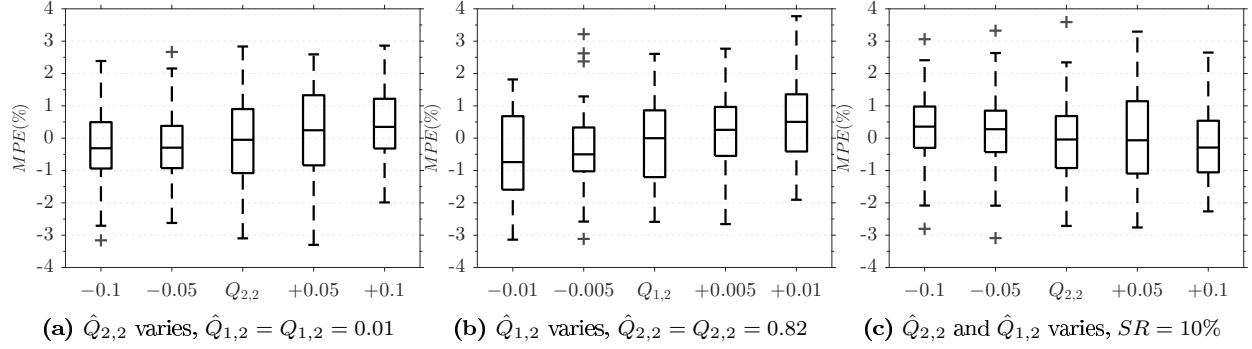 4 3 2 1 0 -1 -2 -3 -4
MPE(%)
−0.1 −0.05 Q2,2 +0.05 +0.1
(a) Q̂2,2 varies, Q̂1,2 = Q1,2 = 0.01
4 3 2 1 0 -1 -2 -3 -4
MPE(%)
−0.01 −0.005 Q1,2 +0.005 +0.01
(b) Q̂1,2 varies, Q̂2,2 = Q2,2 = 0.82
4 3 2 1 0 -1 -2 -3 -4
MPE(%)
−0.1 −0.05 Q2,2 +0.05 +0.1
(c) Q̂2,2 and Q̂1,2 varies, SR = 10%